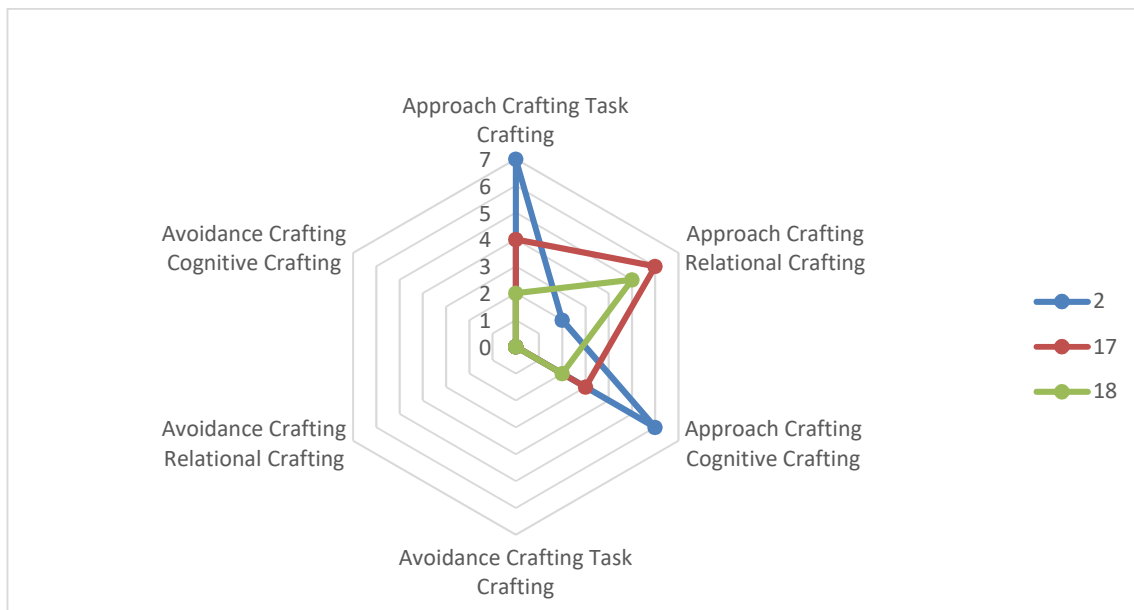 Approach Crafting Task
Crafting
7
6
5
4
3
2
1
0
Avoidance Crafting
Cognitive Crafting
Approach Crafting
Relational Crafting
2
17
18
Avoidance Crafting
Relational Crafting
Approach Crafting
Cognitive Crafting
Avoidance Crafting Task
Crafting